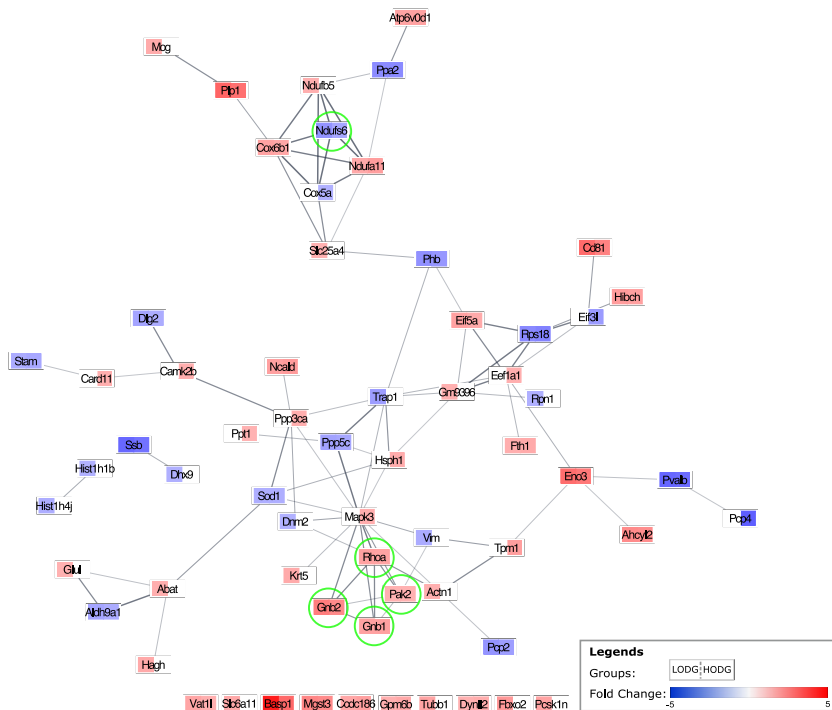 Atp6v0d1
Mog
Ppa2
Plp1
Ndufb5
Ndufs6
Cox6b1
Ndufa11
Cox5a
Slc25a4
Phb
Cd81
Hibch
Dlg2
Eif5a
Rps18
Eif3l
Stam
Card11
Camk2b
Ncald
Eef1a1
Trap1
Gm9396
Rpn1
Ppp3ca
Ppt1
Ppp5c
Fth1
Ssb
Hist1h1b
Dhx9
Hsph1
Eno3
Pvalb
Hist1h4j
Sod1
Dnm2
Mapk3
Pcp4
Vim
Tpm1
Ahcyl2
Rhoa
Glul
Krt5
Abat
Pak2
Actn1
Aldh9a1
Gnb2
Gnb1
Hagh
Pcp2
Legends
Groups: LODG HODG
Fold Change: -5 5
Vat1l Slc6a11 Basp1 Mgst3 Ccdc186 Gpm6b Tubb1 Dynll2 Fbxo2 Pcsk1n